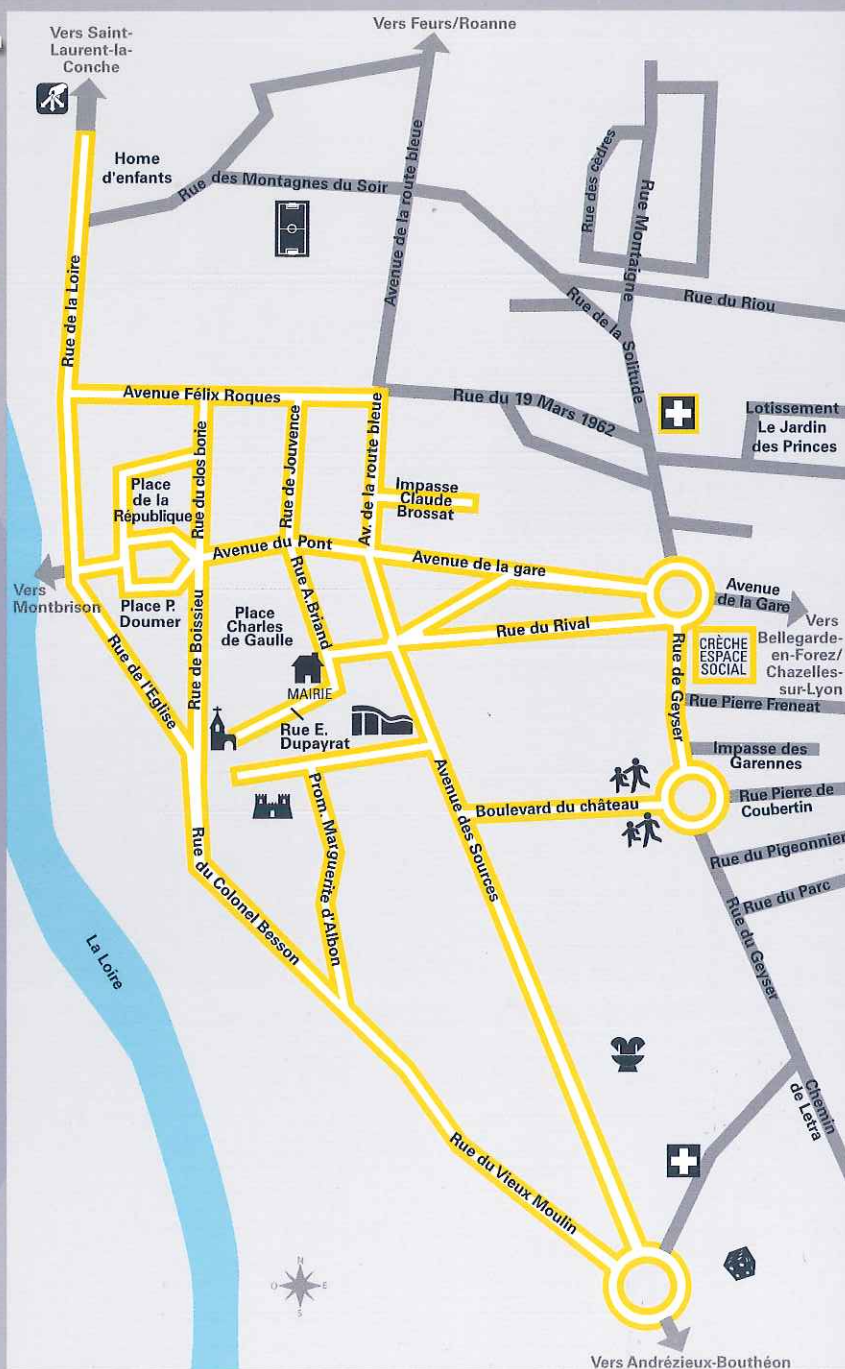 Vers Saint-
Laurent-la-
Conche
Vers Feurs/Roanne
Home
d'enfants
Rue des Montagnes du Soir
Avenue de la route bleue
Rue des cèdres
Rue Montaigne
Rue du Riou
Rue de la Solitude
Rue de la Loire
Avenue Félix Roques
Rue du 19 Mars 1962
Lotissement
Le Jardin
des Princes
Rue du clos borie
Rue de Jouvence
Av. de la route bleue
Impasse
Claude
Brossat
Place
de la
République
Avenue du Pont
Avenue de la gare
Vers
Montbrison
Place P.
Doumer
Avenue
de la Gare
Vers
Bellegarde-
en-Forez/
Chazelles-
sur-Lyon
Rue de l'Eglise
Rue de Boissieu
Place
Charles
de Gaulle
Rue A.Briand
Rue du Rival
CRÈCHE
ESPACE
SOCIAL
MAIRIE
Rue de Geyser
Rue Pierre Freneat
Rue E.
Dupayrat
Impasse des
Garennes
Prom. Marguerite d'Albon
Avenue des Sources
Boulevard du château
Rue Pierre de
Coubertin
Rue du Pigeonnier
Rue du Parc
Rue du Colonel Besson
Rue du Geyser
La Loire
Chemin
de Letra
Rue du Vieux Moulin
N
O
E
S
Vers Andrézieux-Bouthéon